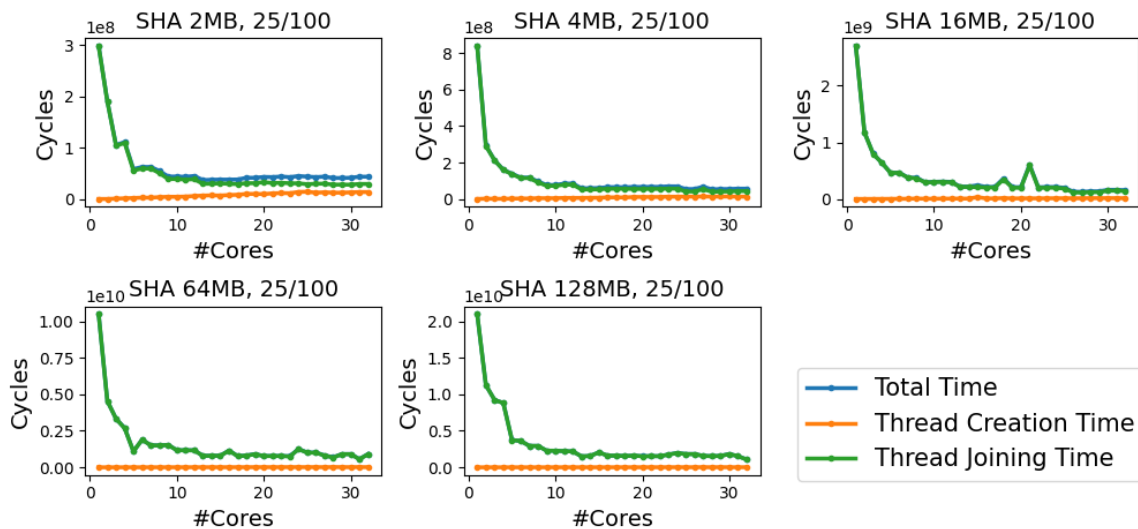 SHA 2MB, 25/100
1e8
3
2
1
0
Cycles
0 10 20 30
#Cores
SHA 4MB, 25/100
1e8
8
6
4
2
0
Cycles
0 10 20 30
#Cores
SHA 16MB, 25/100
1e9
2
1
0
Cycles
0 10 20 30
#Cores
SHA 64MB, 25/100
1e10
1.00
0.75
0.50
0.25
0.00
Cycles
0 10 20 30
#Cores
SHA 128MB, 25/100
1e10
2.0
1.5
1.0
0.5
0.0
Cycles
0 10 20 30
#Cores
Total Time
Thread Creation Time
Thread Joining Time